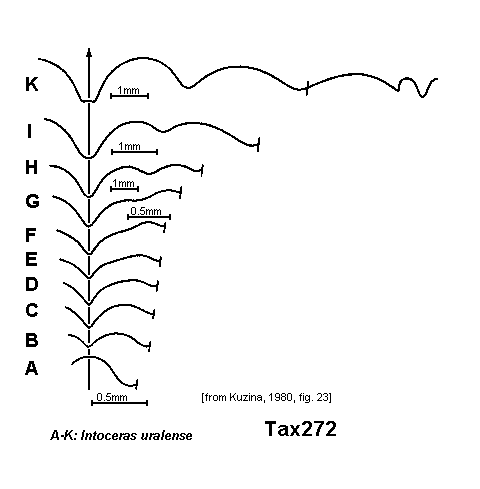 K
1mm
I
1mm
H
1mm
G
0.5mm
F
E
D
C
B
A
0.5mm
[from Kuzina, 1980, fig. 23]
A-K: Intoceras uralense
Tax272